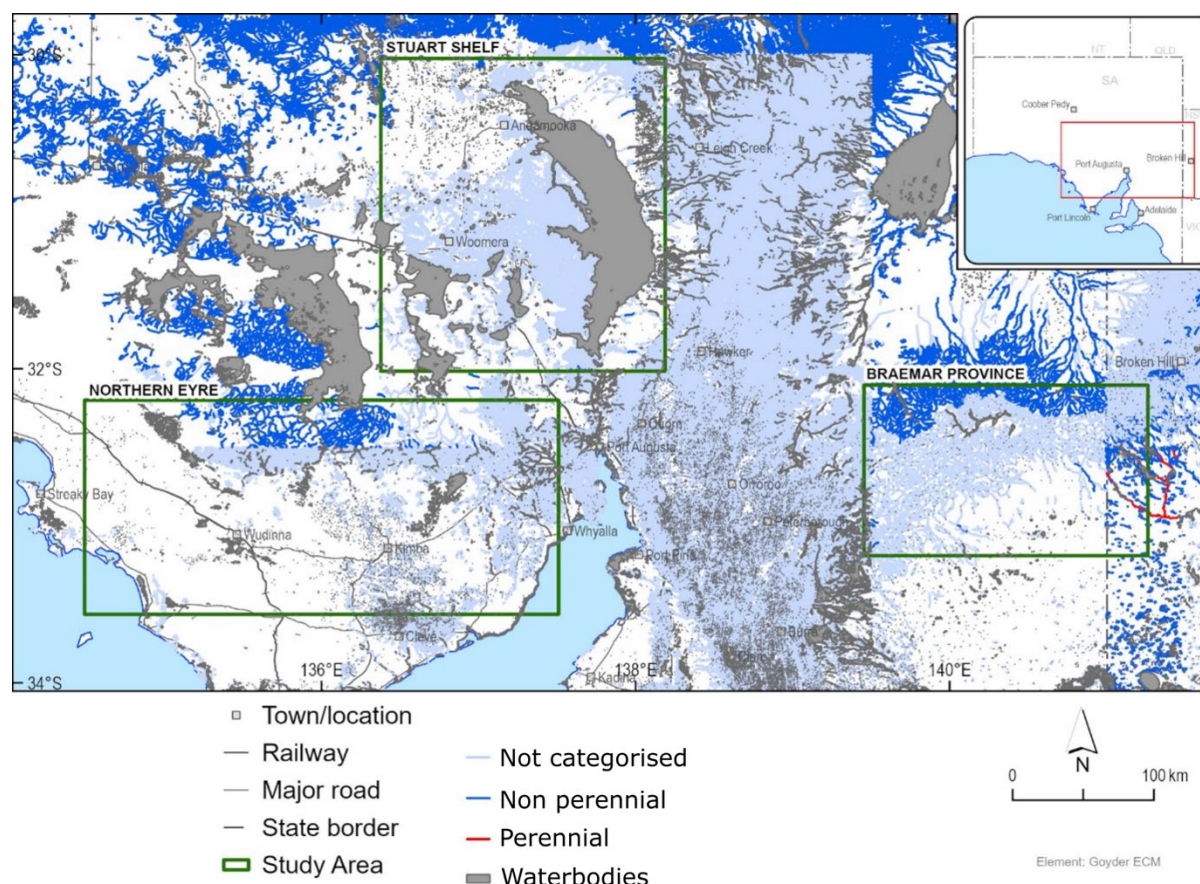 30°S
STUART SHELF
NT
QLD
SA
Coober Pedy
Port Augusta
Broken Hill
Port Lincoln
Adelaide
VIC
Andamooka
Leigh Creek
Woomera
32°S
Hawker
Broken Hill
NORTHERN EYRE
BRAEMAR PROVINCE
Quorn
Port Augusta
Streaky Bay
Orroroo
Wudinna
Whyalla
Peterborough
Kimba
Port Pirie
Cleve
Burra
136°E
138°E
140°E
34°S
Kadina
Town/location
Railway
Major road
State border
Study Area
Not categorised
Non perennial
Perennial
Waterbodies
N
0 100 km
Element: Goyder ECM